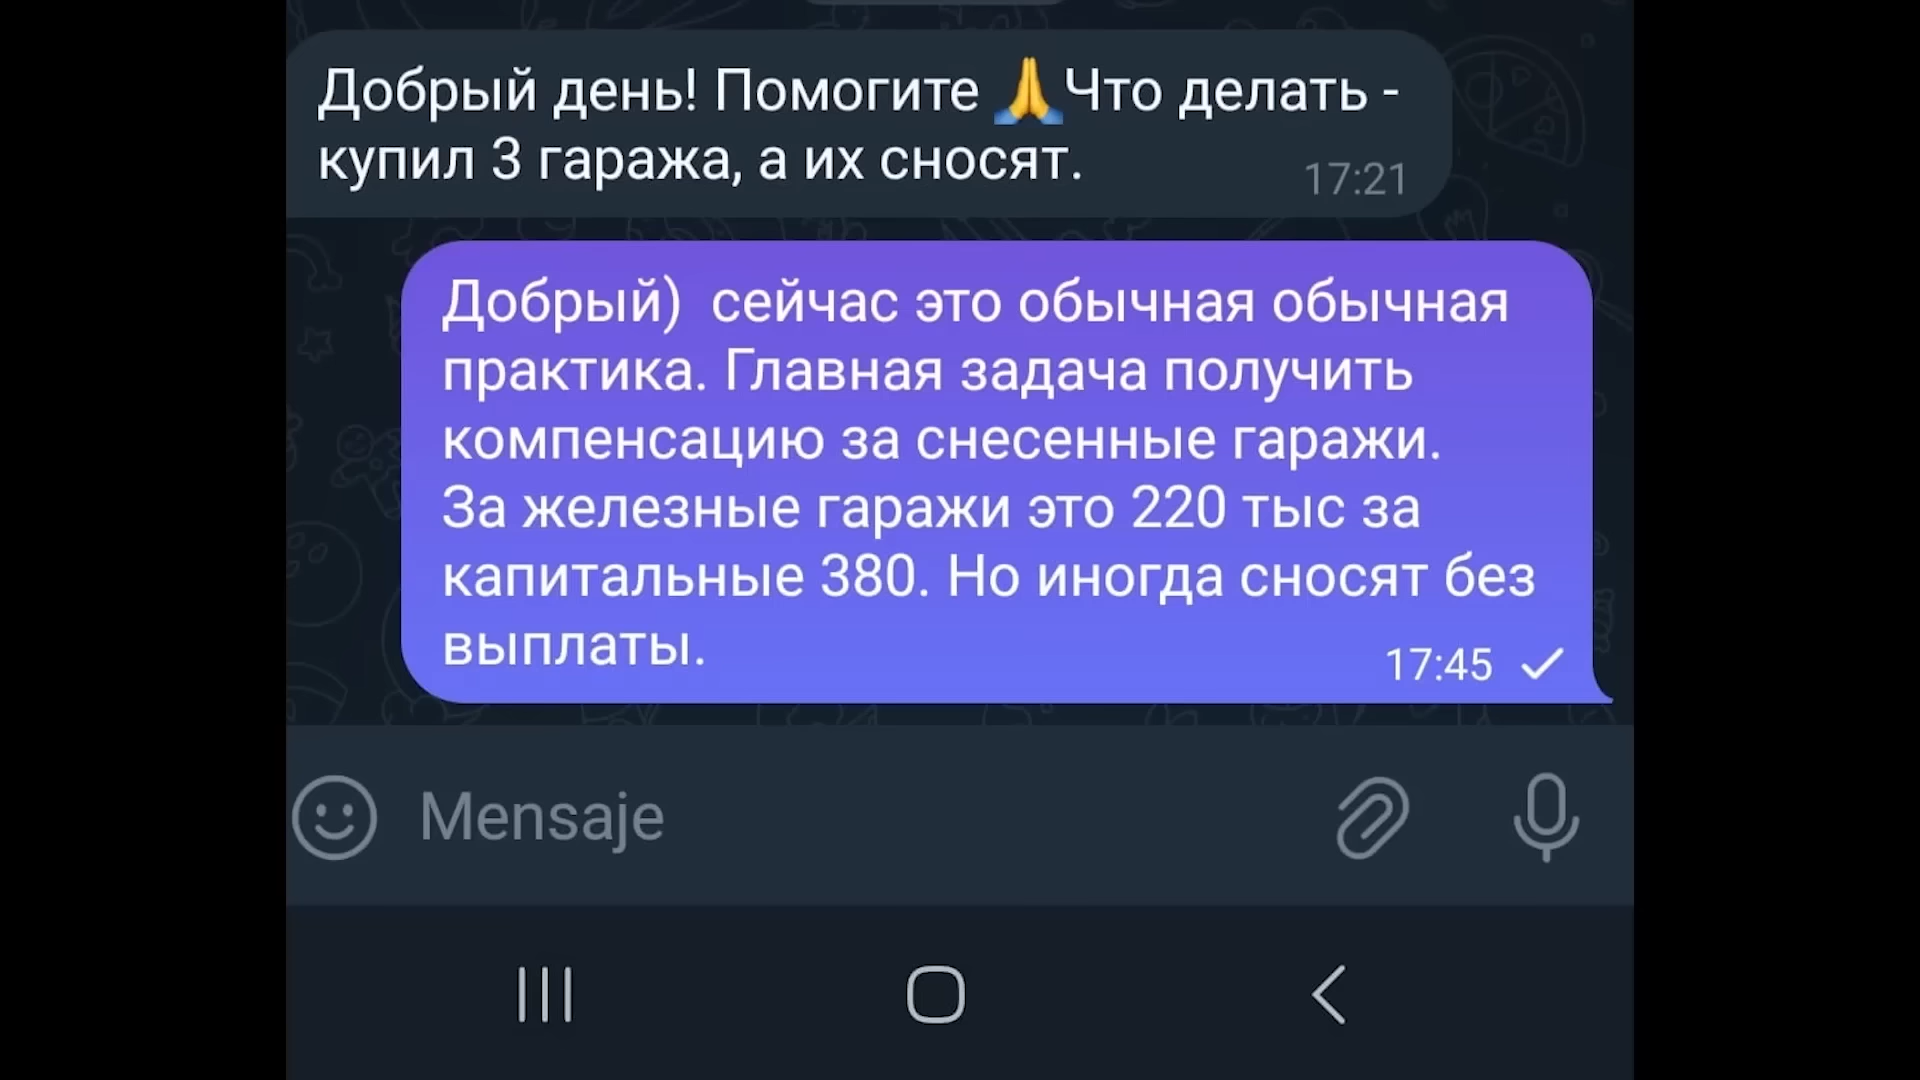 Добрый день! Помогите 🙏Что делать -
купил 3 гаража, а их сносят.
17:21
Добрый)  сейчас это обычная обычная
практика. Главная задача получить
компенсацию за снесенные гаражи.
За железные гаражи это 220 тыс за
капитальные 380. Но иногда сносят без
выплаты.
17:45
Mensaje